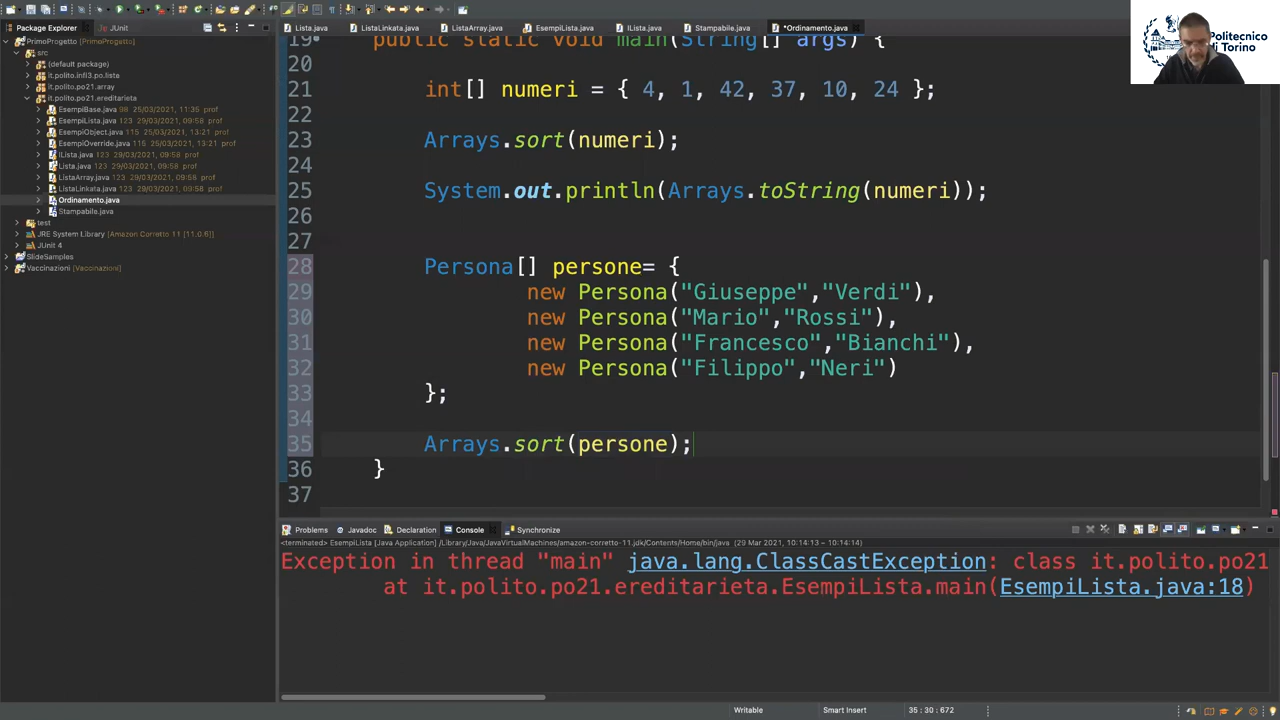 Package Explorer
JUnit
PrimoProgetto [PrimoProgetto]
src
(default package)
it.polito.infi3.po.liste
it.polito.po21.array
it.polito.po21.ereditarieta
EsempiBase.java 98 25/03/2021, 11:35 prof
EsempiLista.java 123 29/03/2021, 09:58 prof
EsempiObject.java 115 25/03/2021, 13:21 prof
EsempiOverride.java 115 25/03/2021, 13:21 prof
ILista.java 123 29/03/2021, 09:58 prof
Lista.java 123 29/03/2021, 09:58 prof
ListaArray.java 123 29/03/2021, 09:58 prof
ListaLinkata.java 123 29/03/2021, 09:58 prof
Ordinamento.java
Stampabile.java
test
JRE System Library [Amazon Corretto 11 [11.0.6]]
JUnit 4
SlideSamples
Vaccinazioni [Vaccinazioni]
Lista.java
ListaLinkata.java
ListaArray.java
EsempiLista.java
ILista.java
Stampabile.java
*Ordinamento.java
Politecnico
di Torino
19 public static void main(String[] args) {
20
21 int[] numeri = { 4, 1, 42, 37, 10, 24 };
22
23 Arrays.sort(numeri);
24
25 System.out.println(Arrays.toString(numeri));
26
27
28 Persona[] persone= {
29 new Persona("Giuseppe","Verdi"),
30 new Persona("Mario","Rossi"),
31 new Persona("Francesco","Bianchi"),
32 new Persona("Filippo","Neri")
33 };
34
35 Arrays.sort(persone);
36 }
37
Problems
Javadoc
Declaration
Console
Synchronize
<terminated> EsempiLista [Java Application] /Library/Java/JavaVirtualMachines/amazon-corretto-11.jdk/Contents/Home/bin/java (29 Mar 2021, 10:14:13 – 10:14:14)
Exception in thread "main" java.lang.ClassCastException: class it.polito.po21
at it.polito.po21.ereditarieta.EsempiLista.main(EsempiLista.java:18)
Writable
Smart Insert
35 : 30 : 672